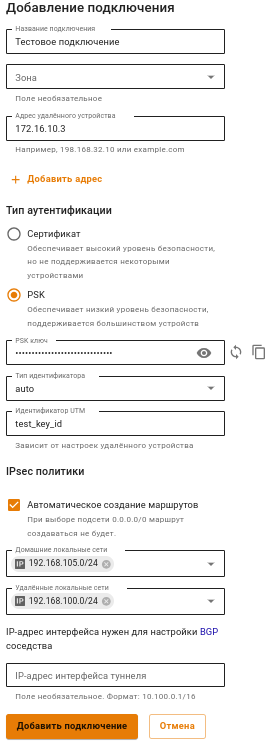 Добавление подключения
Название подключения
Тестовое подключение
Зона
Поле необязательное
Адрес удалённого устройства
172.16.10.3
Например, 198.168.32.10 или example.com
+ Добавить адрес
Тип аутентификации
Сертификат
Обеспечивает высокий уровень безопасности,
но не поддерживается некоторыми
устройствами
PSK
Обеспечивает низкий уровень безопасности,
поддерживается большинством устройств
PSK ключ
••••••••••••••••••••••••••••••
Тип идентификатора
auto
Идентификатор UTM
test_key_id
Зависит от настроек удалённого устройства
IPsec политики
Автоматическое создание маршрутов
При выборе подсети 0.0.0.0/0 маршрут
создаваться не будет.
Домашние локальные сети
IP 192.168.105.0/24
Удалённые локальные сети
IP 192.168.100.0/24
IP-адрес интерфейса нужен для настройки BGP
соседства
IP-адрес интерфейса туннеля
Поле необязательное. Формат: 10.100.0.1/16
Добавить подключение
Отмена